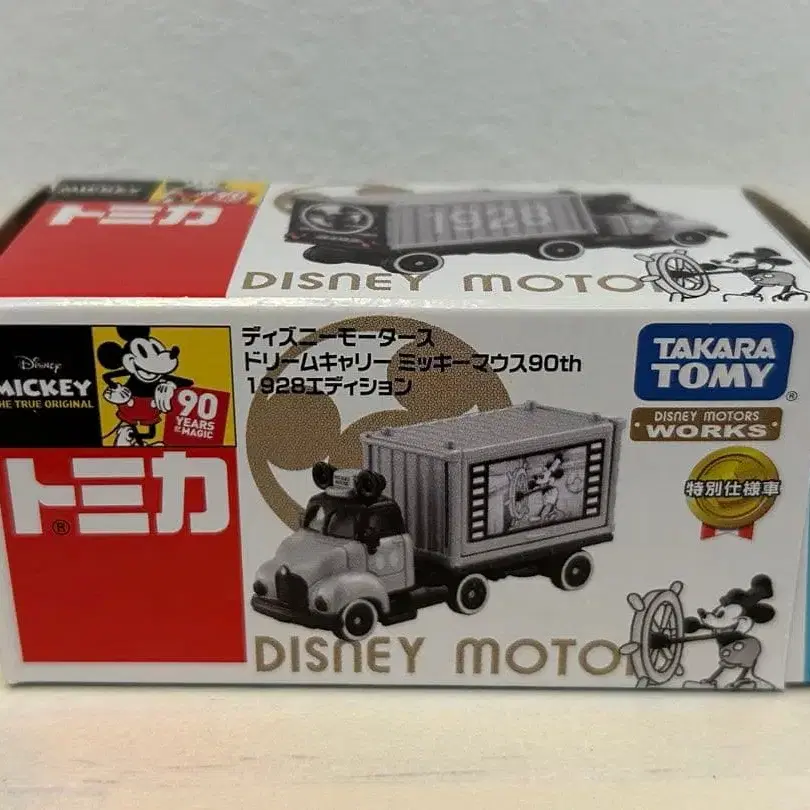 MICKEY
90
トミカ
1928
DISNEY MOTO
Disney
MICKEY
THE TRUE ORIGINAL
90
YEARS
OF MAGIC
トミカ
®
ディズニーモータース
ドリームキャリー ミッキーマウス90th
1928エディション
TAKARA
TOMY
®
DISNEY MOTORS
WORKS
特別仕様車
DISNEY MOTO